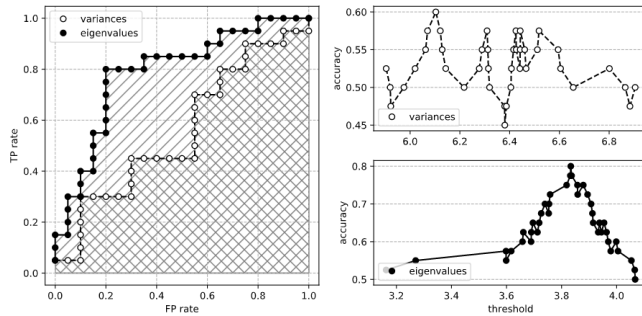 variances
eigenvalues
1.0
0.8
0.6
0.4
0.2
0.0
TP rate
0.0 0.2 0.4 0.6 0.8 1.0
FP rate
0.60
0.55
0.50
0.45
accuracy
variances
6.0 6.2 6.4 6.6 6.8
0.8
0.7
0.6
0.5
accuracy
eigenvalues
3.2 3.4 3.6 3.8 4.0
threshold